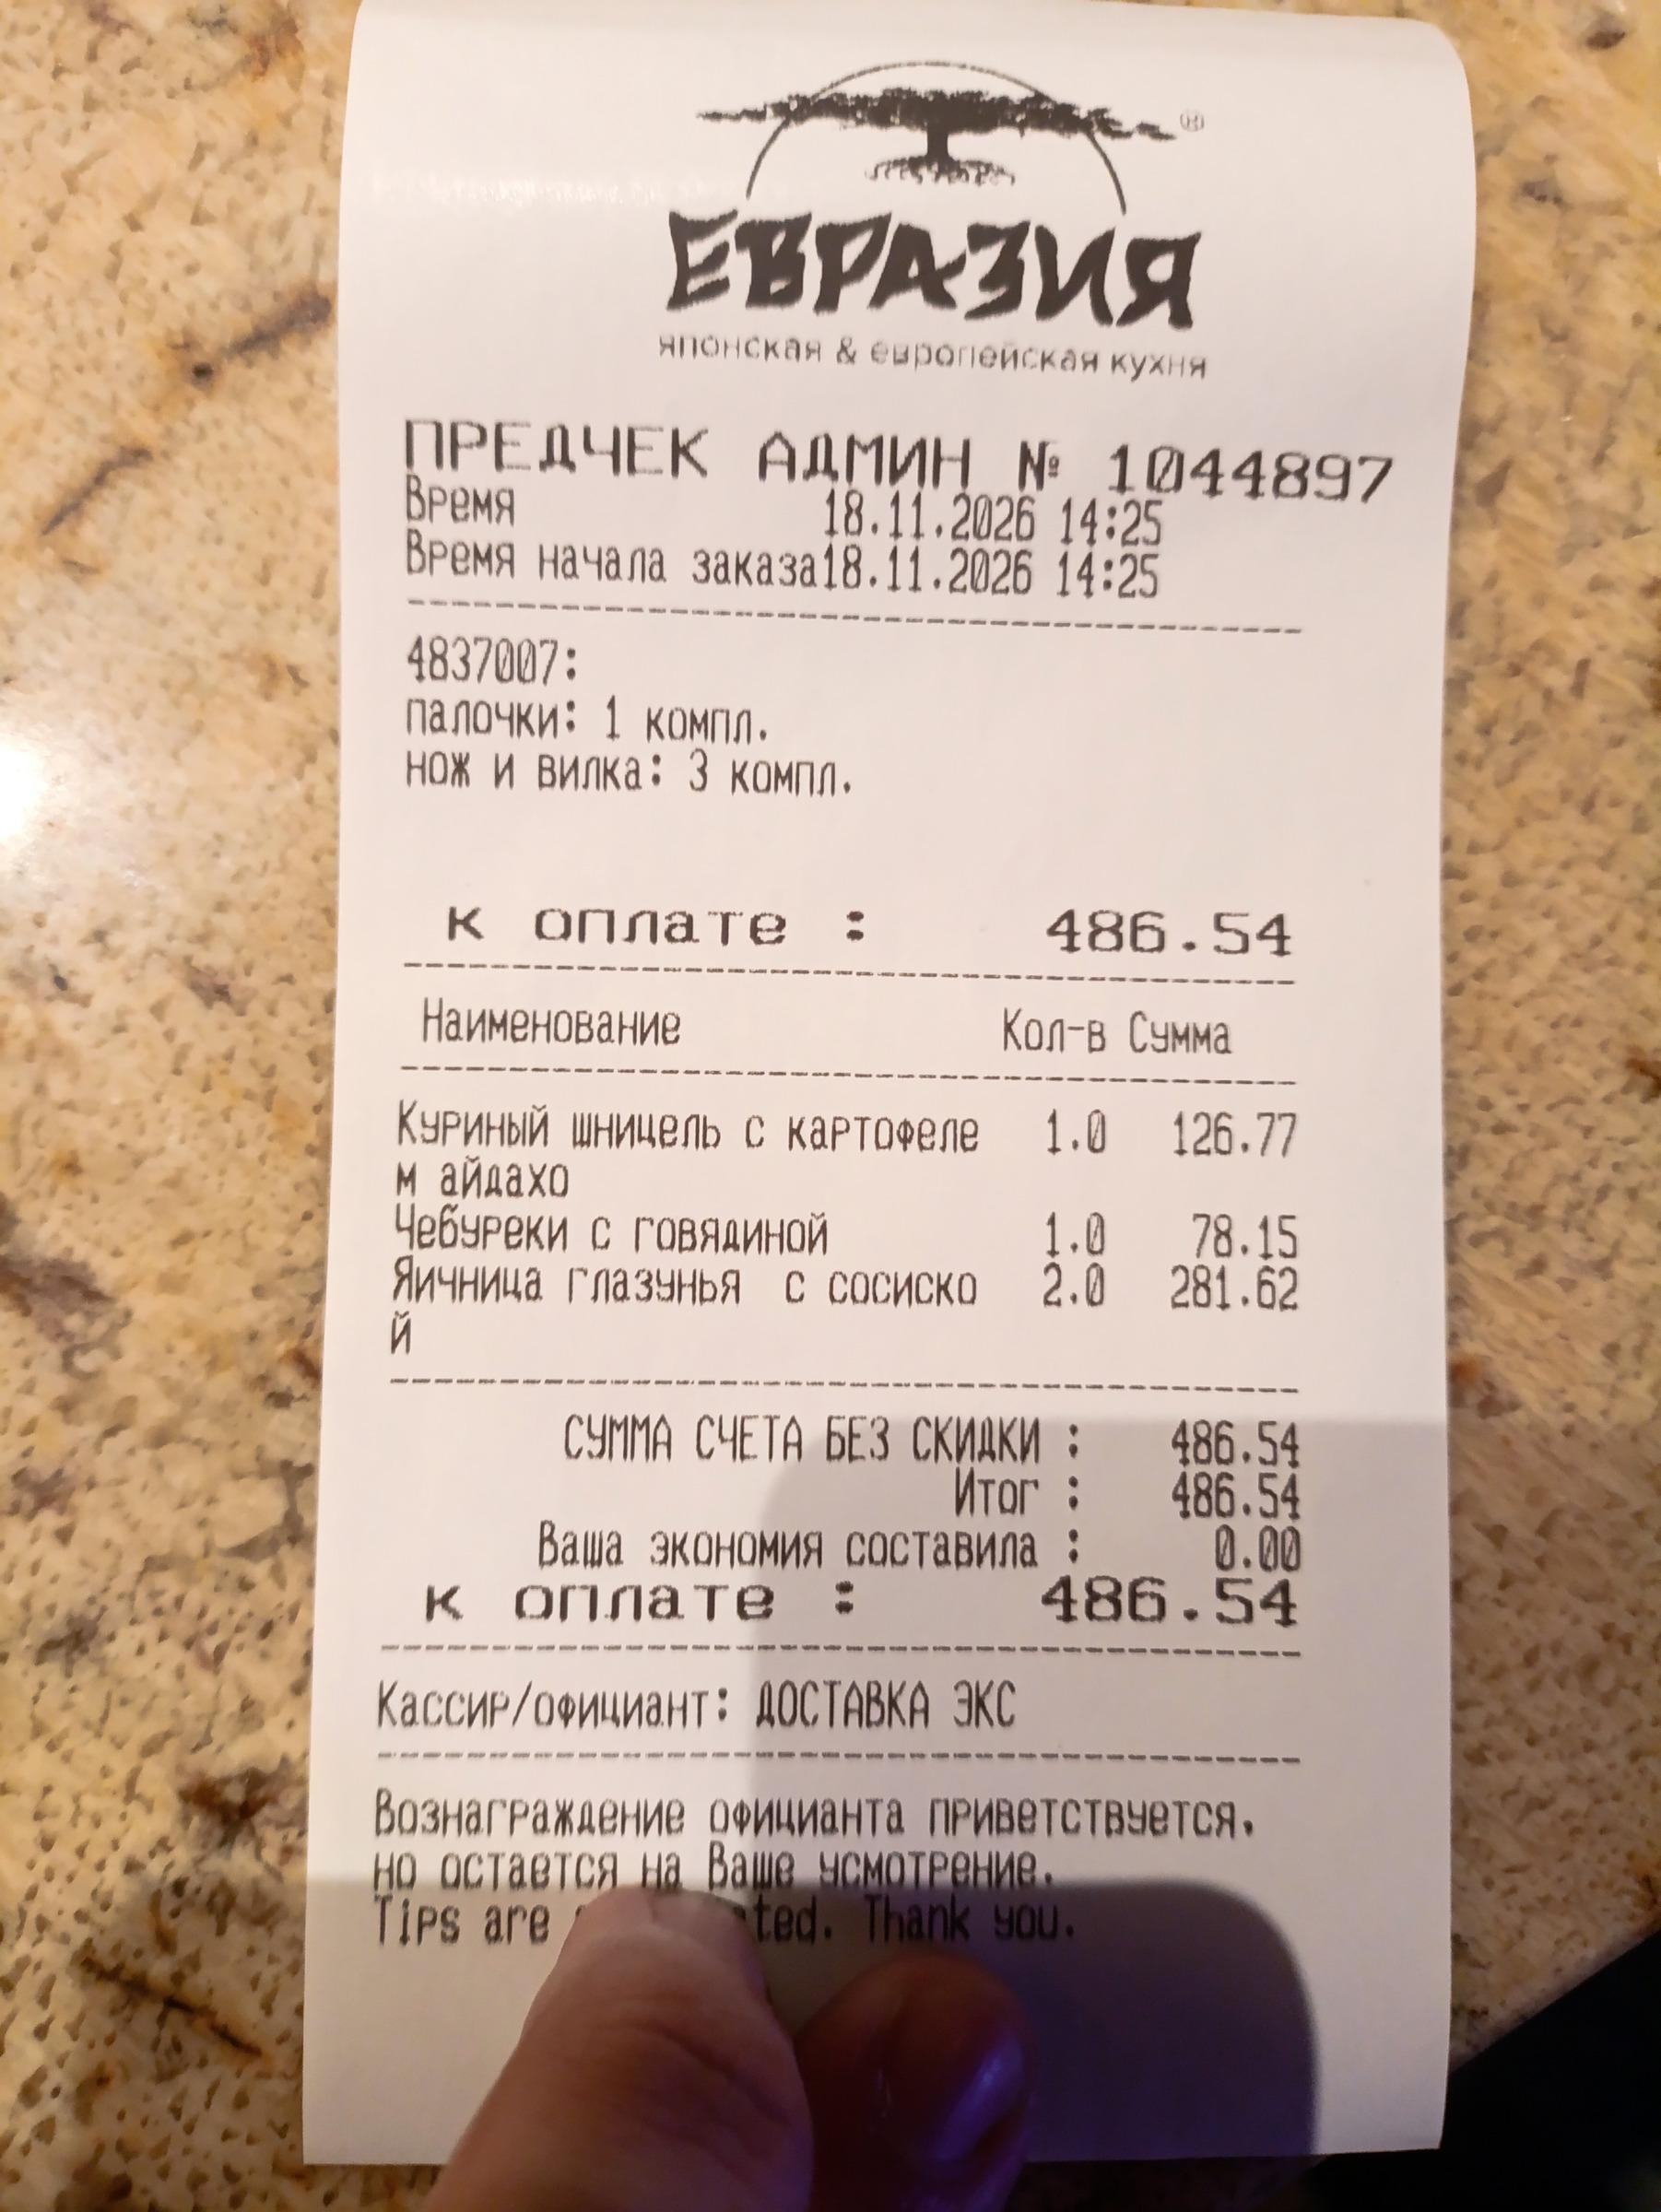 ®
ЕВРАЗИЯ
японская & европейская кухня
ПРЕДЧЕК АДМИН № 1044897
Время 18.11.2026 14:25
Время начала заказа18.11.2026 14:25
4837007:
палочки: 1 компл.
нож и вилка: 3 компл.
к оплате : 486.54
Наименование Кол-в Сумма
Куриный шницель с картофеле 1.0 126.77
м айдахо
Чебуреки с говядиной 1.0 78.15
Яичница глазунья с сосиско 2.0 281.62
й
СУММА СЧЕТА БЕЗ СКИДКИ : 486.54
Итог : 486.54
Ваша экономия составила : 0.00
к оплате : 486.54
Кассир/официант: ДОСТАВКА ЭКС
Вознаграждение официанта приветствуется,
но остается на Ваше усмотрение.
Tips are ted. Thank you.